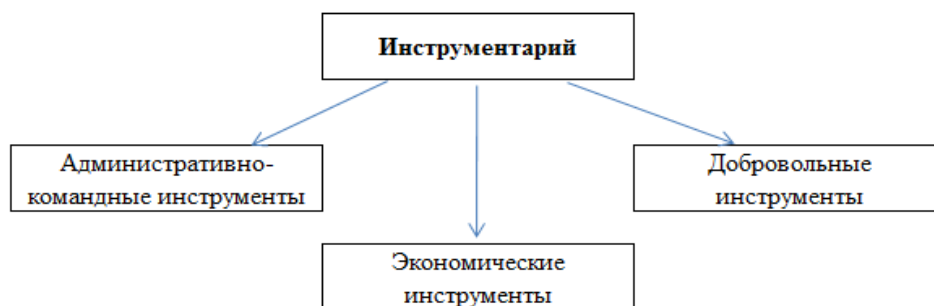 Инструментарий
Административно-
командные инструменты
Добровольные
инструменты
Экономические
инструменты